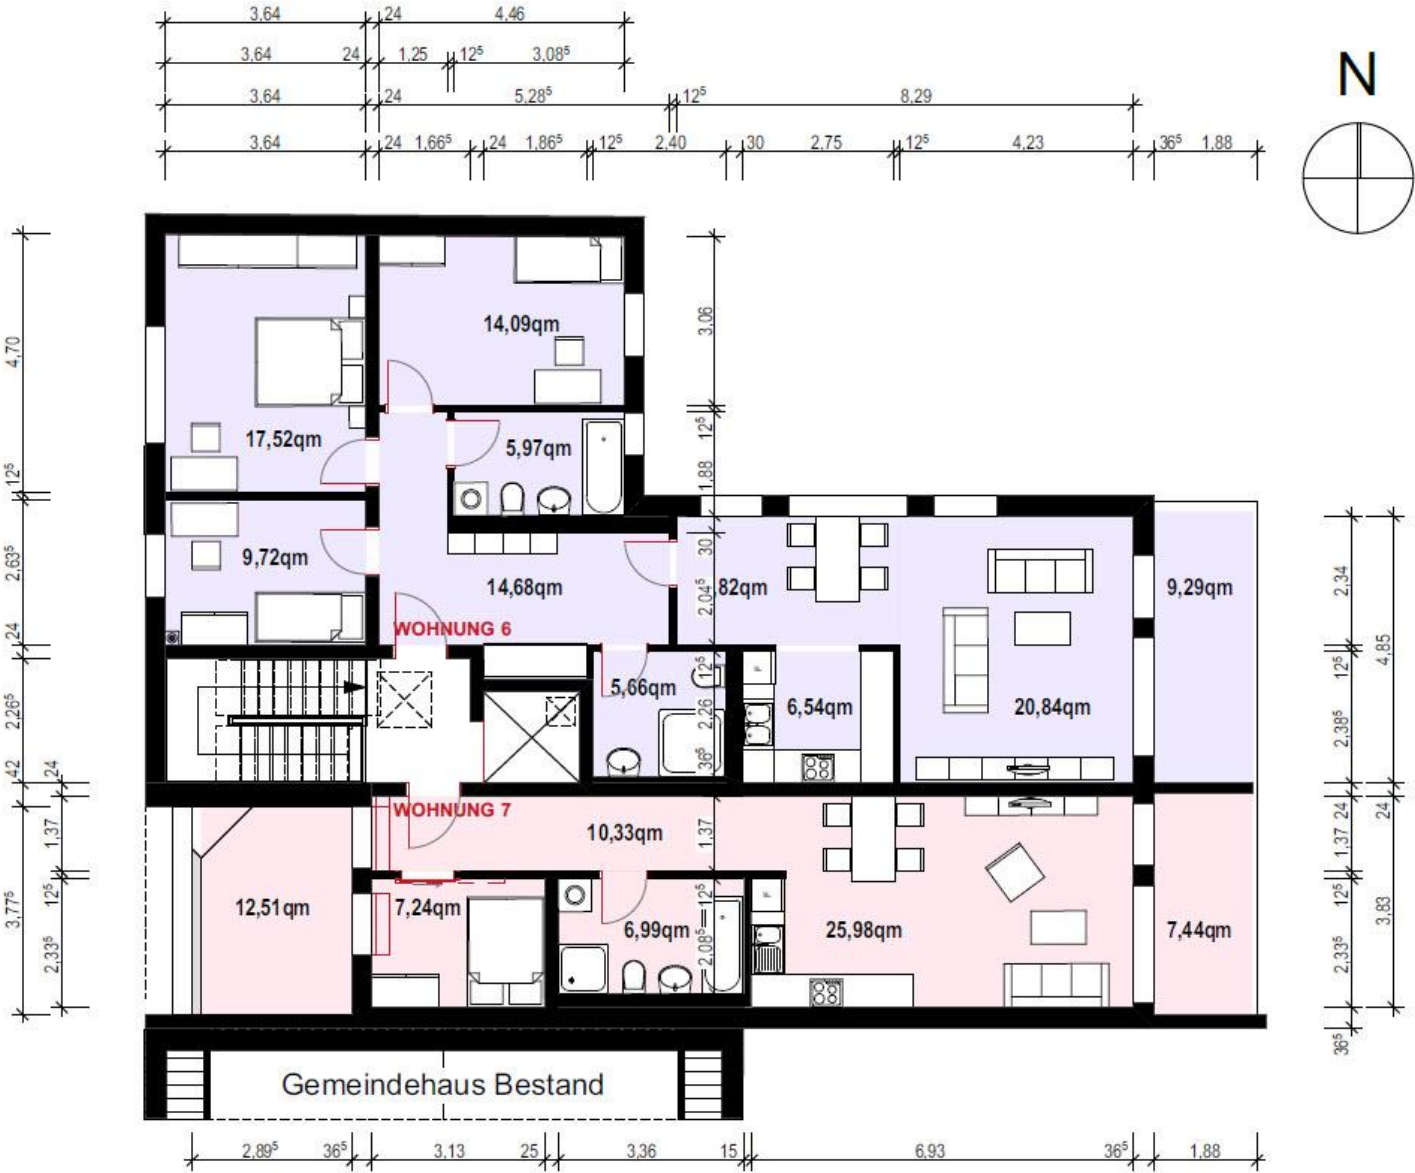 3,64 24 4,46
3,64 24 1,25 12⁵ 3,08⁵
3,64 24 5,28⁵ 12⁵ 8,29
3,64 24 1,66⁵ 24 1,86⁵ 12⁵ 2,40 30 2,75 12⁵ 4,23 36⁵ 1,88
N
4,70
12⁵
2,63⁵
24
2,26⁵
42
3,77⁵
24
1,37
12⁵
2,33⁵
14,09qm
17,52qm
5,97qm
9,72qm
14,68qm
,82qm
9,29qm
WOHNUNG 6
5,66qm
6,54qm
20,84qm
F
3,06
12⁵
1,88
30
2,04⁵
12⁵
2,26
36⁵
1,37
12⁵
2,08⁵
WOHNUNG 7
10,33qm
12,51qm
7,24qm
6,99qm
25,98qm
7,44qm
F
2,34
12⁵
2,38⁵
24
1,37
12⁵
2,33⁵
36⁵
4,85
24
3,83
Gemeindehaus Bestand
2,89⁵ 36⁵ 3,13 25 3,36 15 6,93 36⁵ 1,88